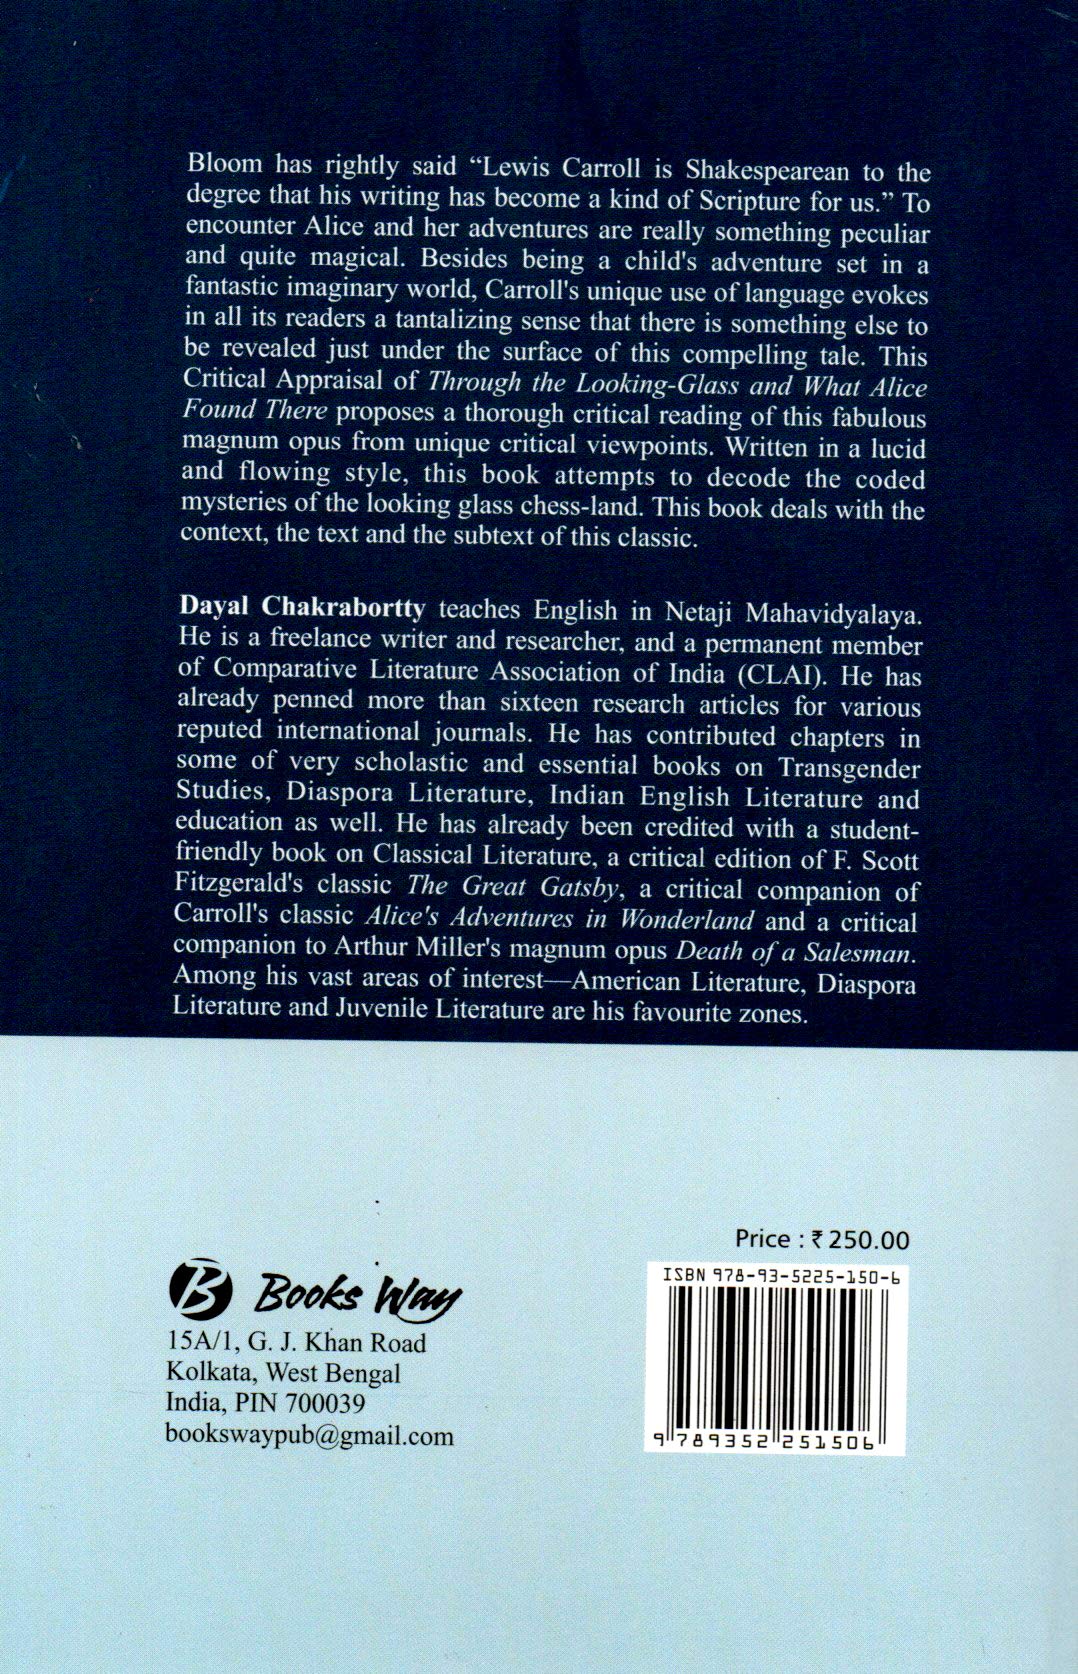 Bloom has rightly said “Lewis Carroll is Shakespearean to the
degree that his writing has become a kind of Scripture for us.” To
encounter Alice and her adventures are really something peculiar
and quite magical. Besides being a child's adventure set in a
fantastic imaginary world, Carroll's unique use of language evokes
in all its readers a tantalizing sense that there is something else to
be revealed just under the surface of this compelling tale. This
Critical Appraisal of Through the Looking-Glass and What Alice
Found There proposes a thorough critical reading of this fabulous
magnum opus from unique critical viewpoints. Written in a lucid
and flowing style, this book attempts to decode the coded
mysteries of the looking glass chess-land. This book deals with the
context, the text and the subtext of this classic.
Dayal Chakrabortty teaches English in Netaji Mahavidyalaya.
He is a freelance writer and researcher, and a permanent member
of Comparative Literature Association of India (CLAI). He has
already penned more than sixteen research articles for various
reputed international journals. He has contributed chapters in
some of very scholastic and essential books on Transgender
Studies, Diaspora Literature, Indian English Literature and
education as well. He has already been credited with a student-
friendly book on Classical Literature, a critical edition of F. Scott
Fitzgerald's classic The Great Gatsby, a critical companion of
Carroll's classic Alice's Adventures in Wonderland and a critical
companion to Arthur Miller's magnum opus Death of a Salesman.
Among his vast areas of interest—American Literature, Diaspora
Literature and Juvenile Literature are his favourite zones.
B Books Way
15A/1, G. J. Khan Road
Kolkata, West Bengal
India, PIN 700039
bookswaypub@gmail.com
Price : ₹ 250.00
ISBN 978-93-5225-150-6
9 789352 251506